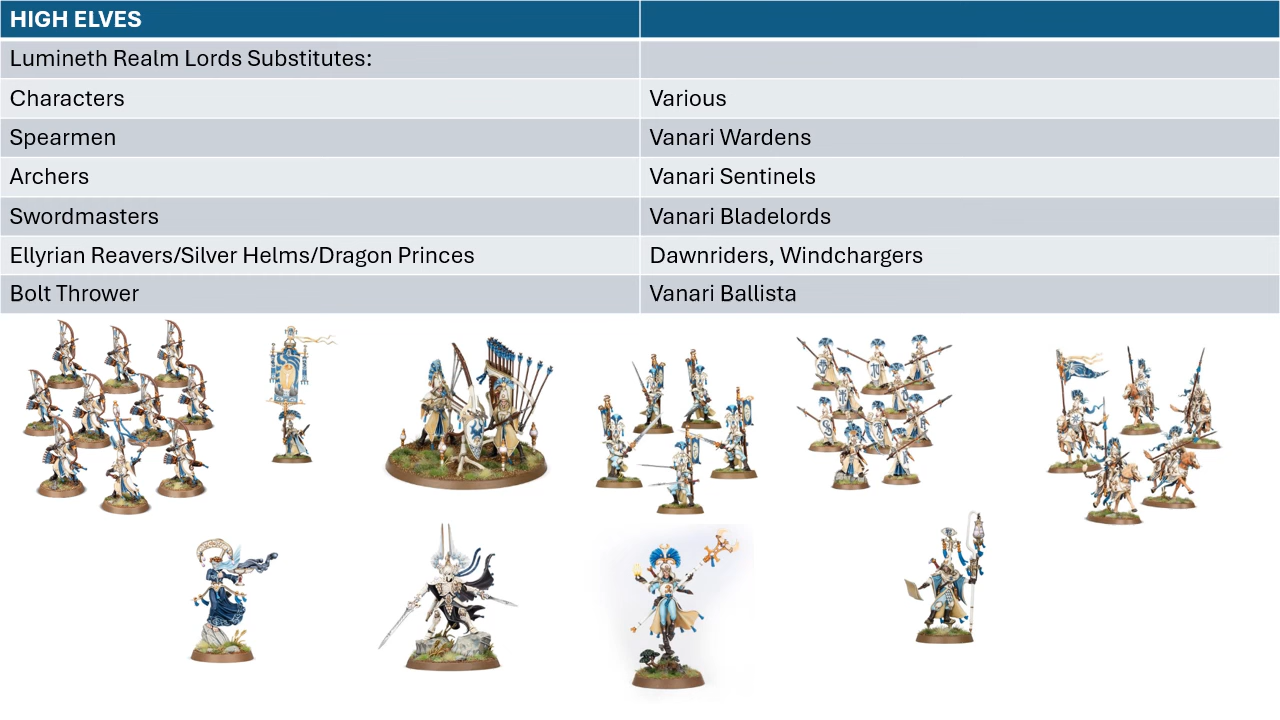 HIGH ELVES
Lumineth Realm Lords Substitutes:
Characters Various
Spearmen Vanari Wardens
Archers Vanari Sentinels
Swordmasters Vanari Bladelords
Ellyrian Reavers/Silver Helms/Dragon Princes Dawnriders, Windchargers
Bolt Thrower Vanari Ballista